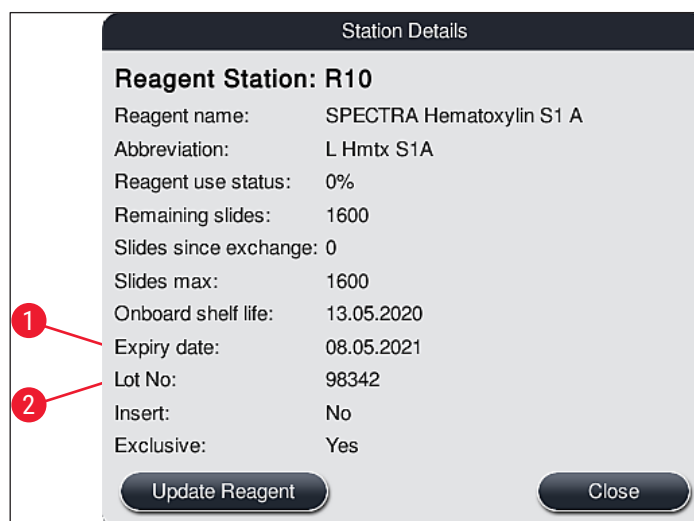 Station Details
Reagent Station: R10
Reagent name: SPECTRA Hematoxylin S1 A
Abbreviation: L Hmtx S1A
Reagent use status: 0%
Remaining slides: 1600
Slides since exchange: 0
Slides max: 1600
Onboard shelf life: 13.05.2020
1
Expiry date: 08.05.2021
Lot No: 98342
2
Insert: No
Exclusive: Yes
Update Reagent Close